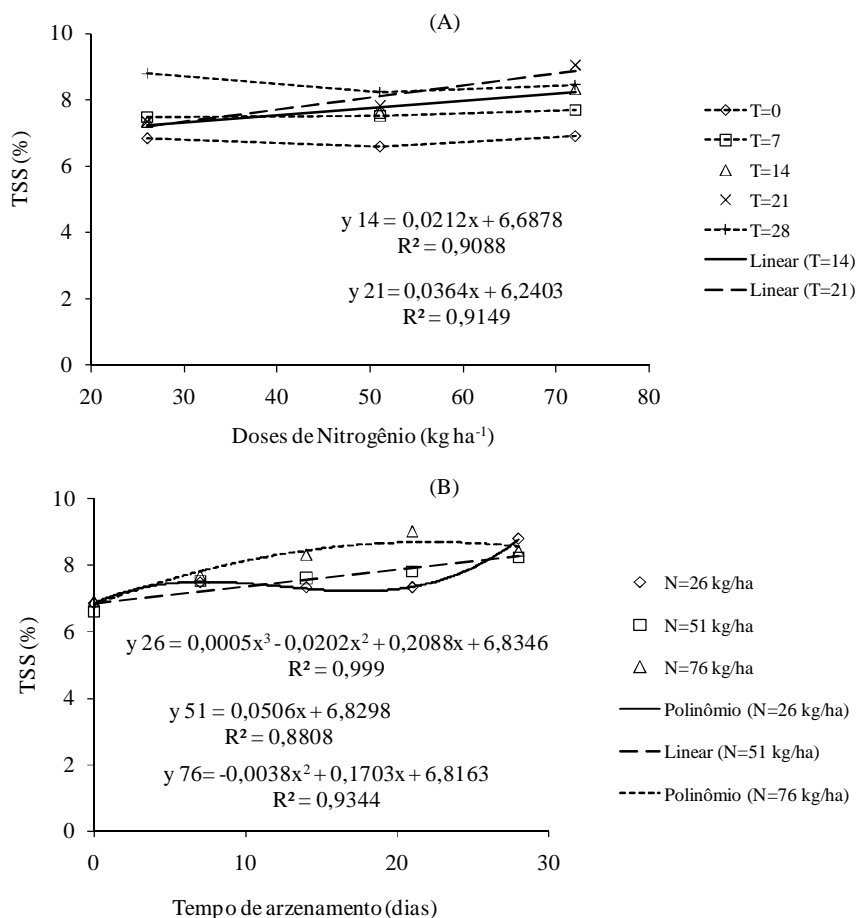 (A)
10
8
6
4
2
0
TSS (%)
20 30 40 50 60 70 80
Doses de Nitrogênio (kg ha⁻¹)
y 14 = 0,0212x + 6,6878
R² = 0,9088
y 21 = 0,0364x + 6,2403
R² = 0,9149
T=0
T=7
T=14
T=21
T=28
Linear (T=14)
Linear (T=21)
(B)
10
8
6
4
2
0
TSS (%)
0 10 20 30
Tempo de arzenamento (dias)
y 26 = 0,0005x³ - 0,0202x² + 0,2088x + 6,8346
R² = 0,999
y 51 = 0,0506x + 6,8298
R² = 0,8808
y 76= -0,0038x² + 0,1703x + 6,8163
R² = 0,9344
N=26 kg/ha
N=51 kg/ha
N=76 kg/ha
Polinômio (N=26 kg/ha)
Linear (N=51 kg/ha)
Polinômio (N=76 kg/ha)